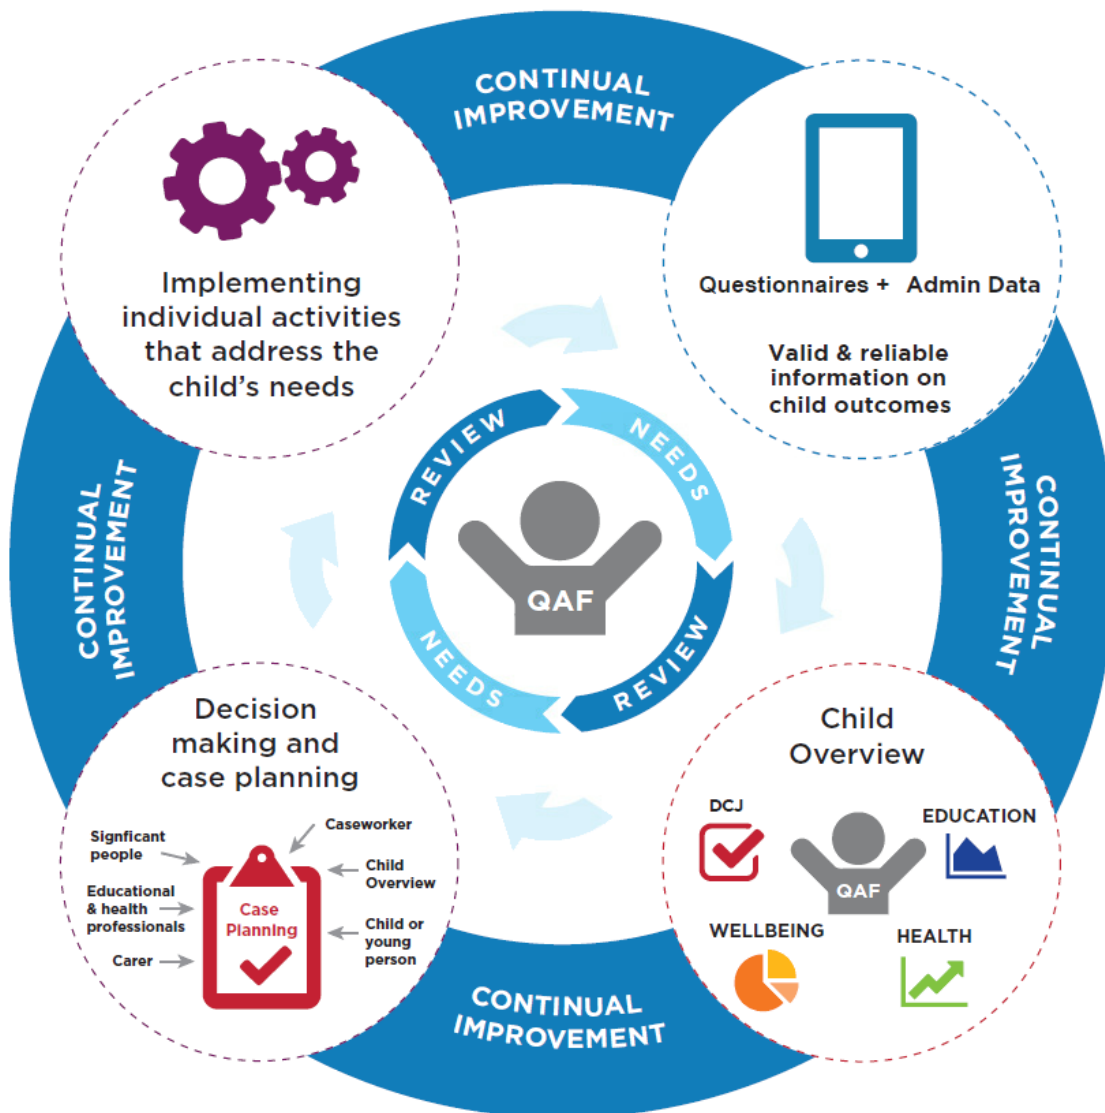 CONTINUAL
IMPROVEMENT
Implementing
individual activities
that address the
child's needs
Questionnaires + Admin Data
Valid & reliable
information on
child outcomes
CONTINUAL
IMPROVEMENT
CONTINUAL
IMPROVEMENT
REVIEW
NEEDS
QAF
NEEDS
REVIEW
Decision
making and
case planning
Signficant
people
Caseworker
Educational
& health
professionals
Child
Overview
Carer
Child or
young
person
Case
Planning
Child
Overview
DCJ
EDUCATION
QAF
WELLBEING
HEALTH
CONTINUAL
IMPROVEMENT